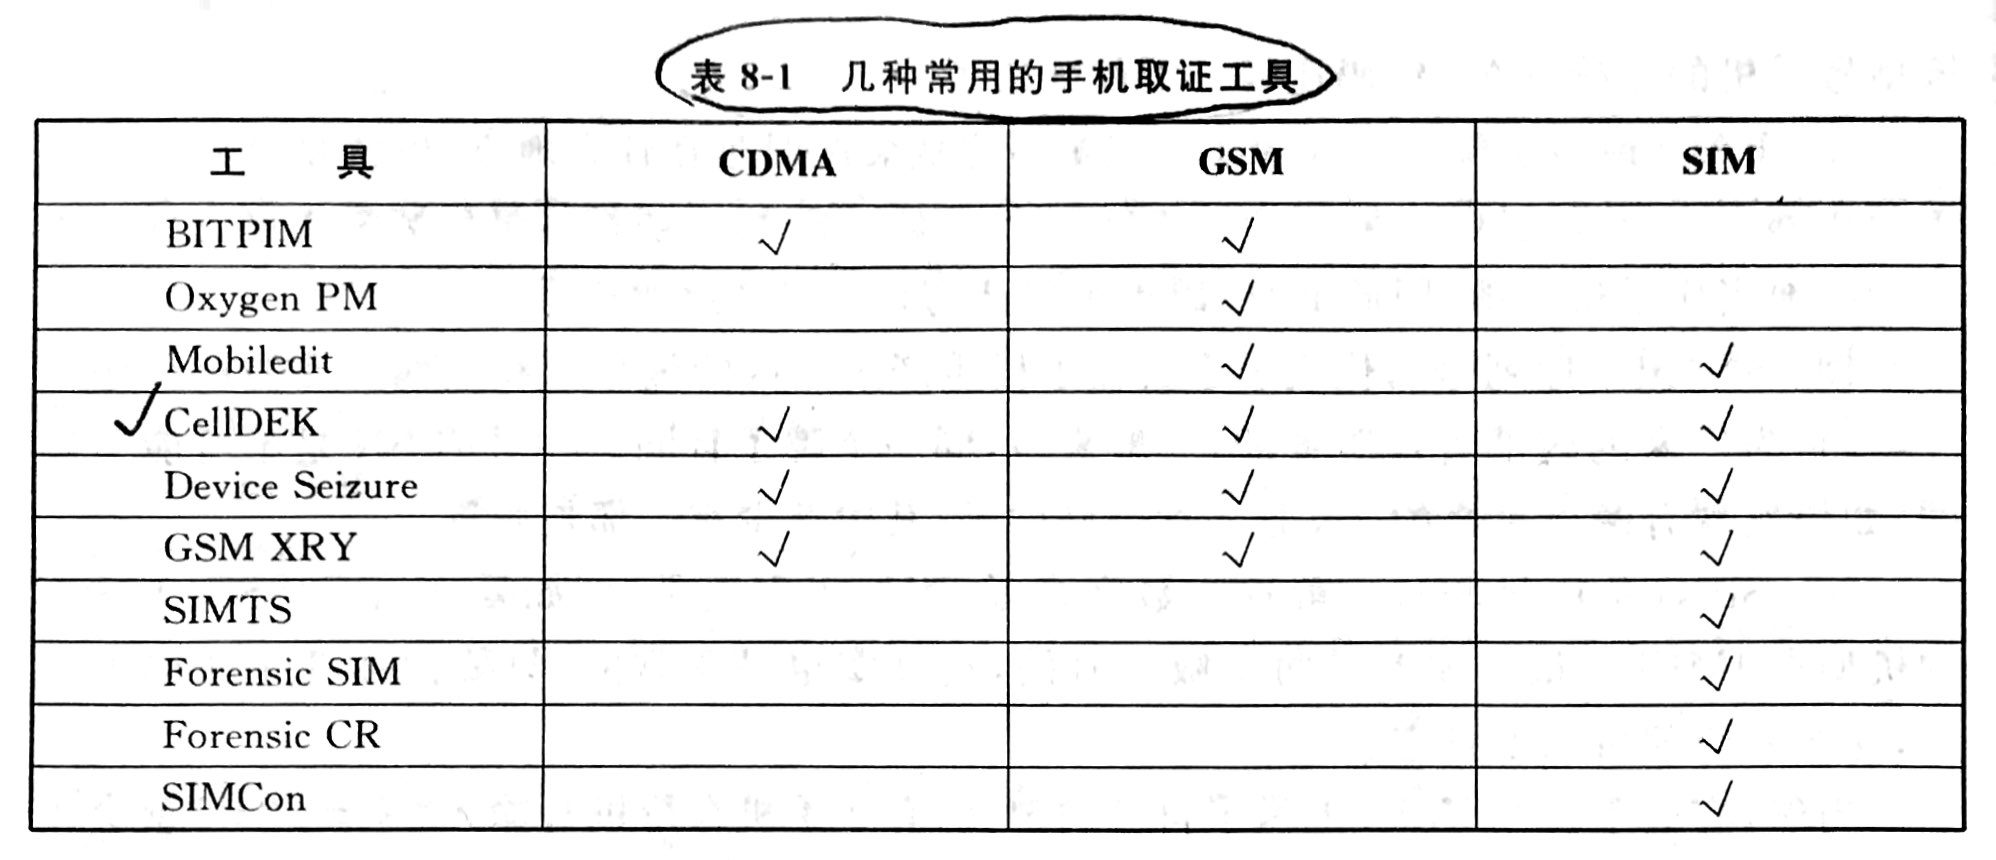 表 8-1 几种常用的手机取证工具
工 具 CDMA GSM SIM
BITPIM √ √
Oxygen PM √
Mobiledit √ √
√ CellDEK √ √ √
Device Seizure √ √ √
GSM XRY √ √ √
SIMTS √
Forensic SIM √
Forensic CR √
SIMCon √